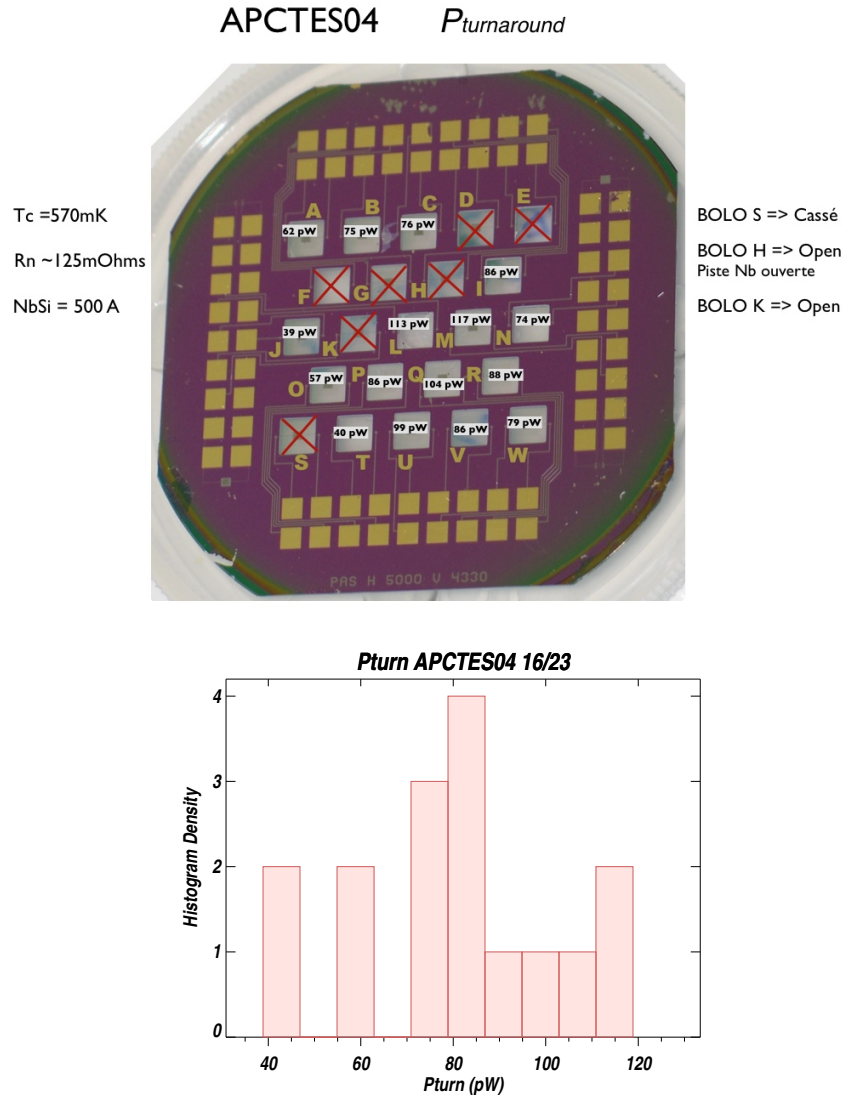 APCTES04 Pturnaround
Tc =570mK
Rn ~125mOhms
NbSi = 500 A
BOLO S => Cassé
BOLO H => Open
Piste Nb ouverte
BOLO K => Open
A B C D E
62 pW 75 pW 76 pW
F G H I 86 pW
J 39 pW K L 113 pW M 117 pW N 74 pW
O 57 pW P 86 pW Q 104 pW R 88 pW
40 pW 99 pW 86 pW 79 pW
S T U V W
PAS H 5000 V 4330
Pturn APCTES04 16/23
Histogram Density
4
3
2
1
0
40 60 80 100 120
Pturn (pW)